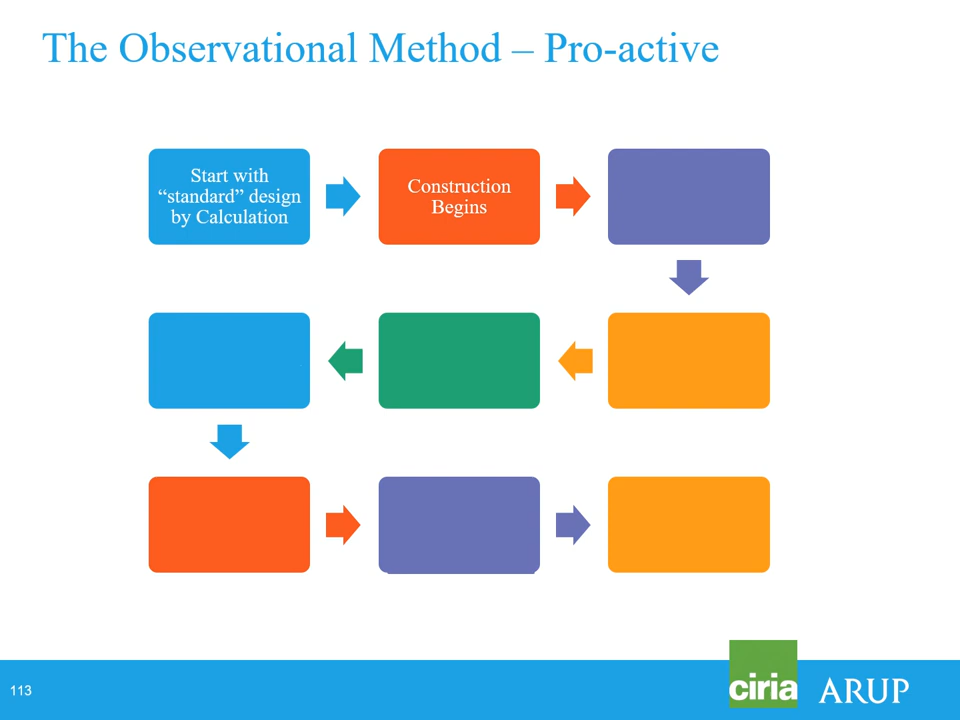 The Observational Method – Pro-active
Start with
“standard” design
by Calculation
Construction
Begins
113
ciria
ARUP